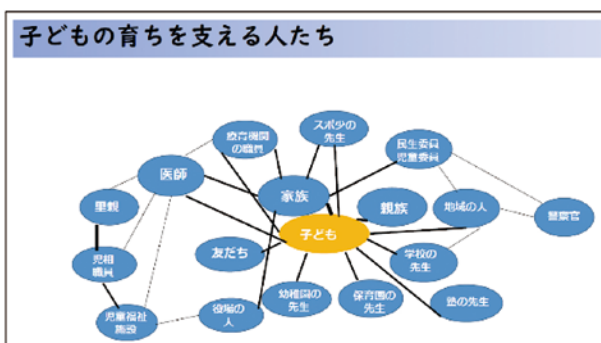 子どもの育ちを支える人たち
療育機関
の職員
スポ少の
先生
民生委員
児童委員
医師
家族
里親
親族
地域の人
警察官
子ども
友だち
学校の
先生
児相
職員
幼稚園の
先生
保育園の
先生
塾の先生
児童福祉
施設
役場の
人